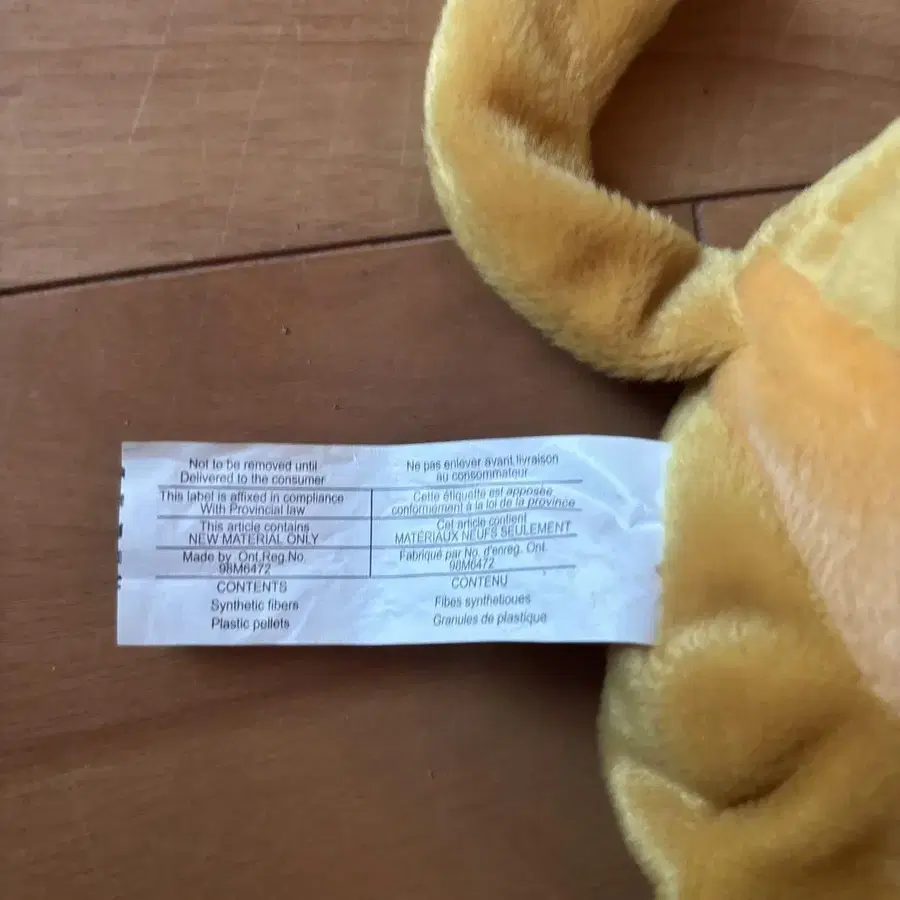 Not to be removed until
Delivered to the consumer
This label is affixed in compliance
With Provincial law
This article contains
NEW MATERIAL ONLY
Made by Ont.Reg.No.
98M6472
CONTENTS
Synthetic fibers
Plastic pellets
Ne pas enlever avant livraison
au consommateur
Cette étiquette est apposée
conformément à la loi de la province
Cet article contient
MATÉRIAUX NEUFS SEULEMENT
Fabriqué par No. d'enreg. Ont.
98M6472
CONTENU
Fibes synthetioues
Granules de plastique